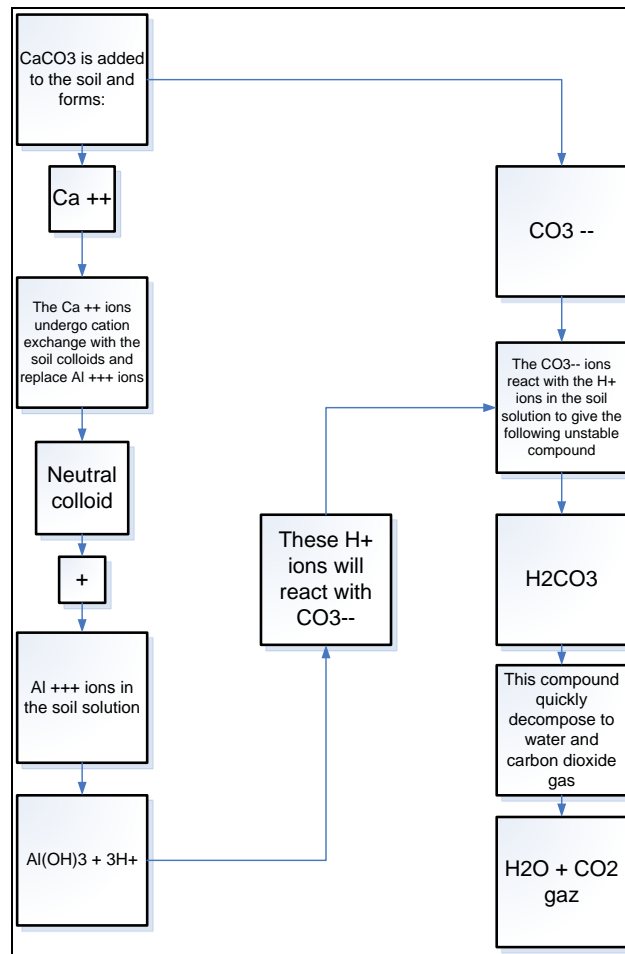 CaCO3 is added
to the soil and
forms:
Ca ++
The Ca ++ ions
undergo cation
exchange with the
soil colloids and
replace Al +++ ions
Neutral
colloid
+
Al +++ ions in
the soil solution
Al(OH)3 + 3H+
These H+
ions will
react with
CO3--
CO3 --
The CO3-- ions
react with the H+
ions in the soil
solution to give the
following unstable
compound
H2CO3
This compound
quickly
decompose to
water and
carbon dioxide
gas
H2O + CO2
gaz